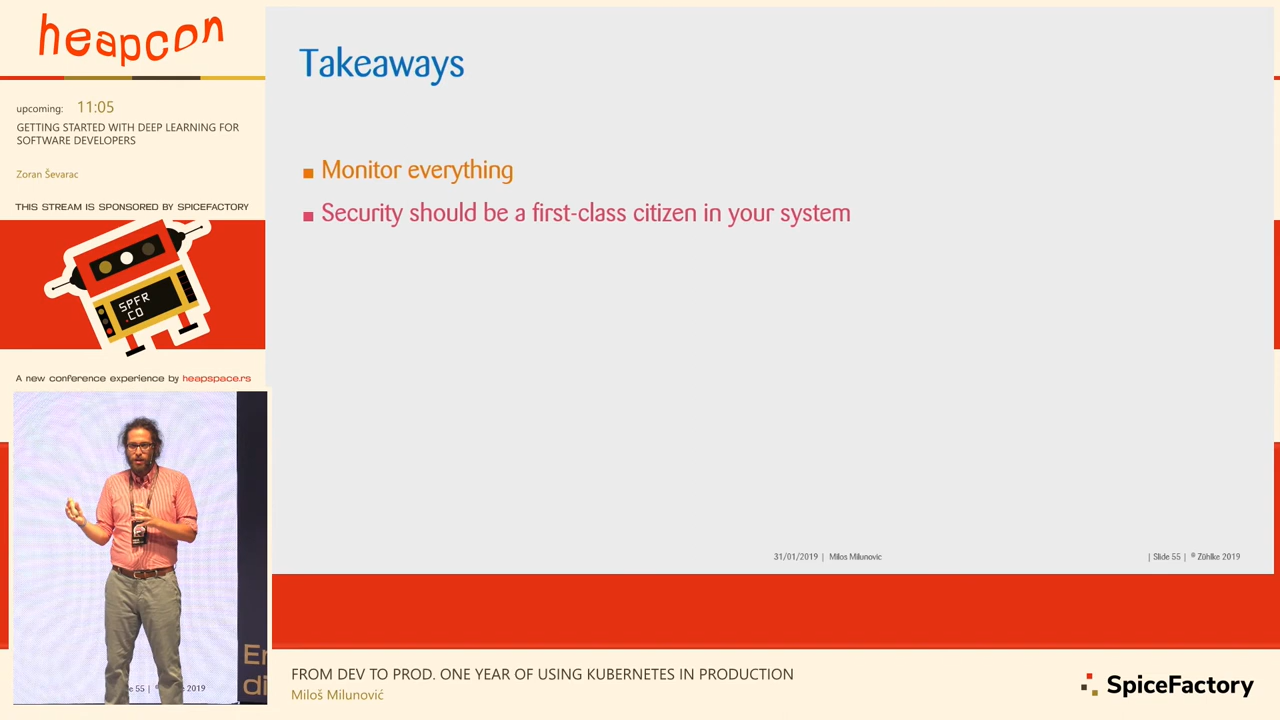 heapcon
upcoming: 11:05
GETTING STARTED WITH DEEP LEARNING FOR
SOFTWARE DEVELOPERS
Zoran Ševarac
THIS STREAM IS SPONSORED BY SPICEFACTORY
SPFR
.CO
A new conference experience by heapspace.rs
Takeaways
Monitor everything
Security should be a first-class citizen in your system
31/01/2019 | Milos Milunovic
| Slide 55 | © Zühlke 2019
55 |
2019
FROM DEV TO PROD. ONE YEAR OF USING KUBERNETES IN PRODUCTION
Miloš Milunović
SpiceFactory